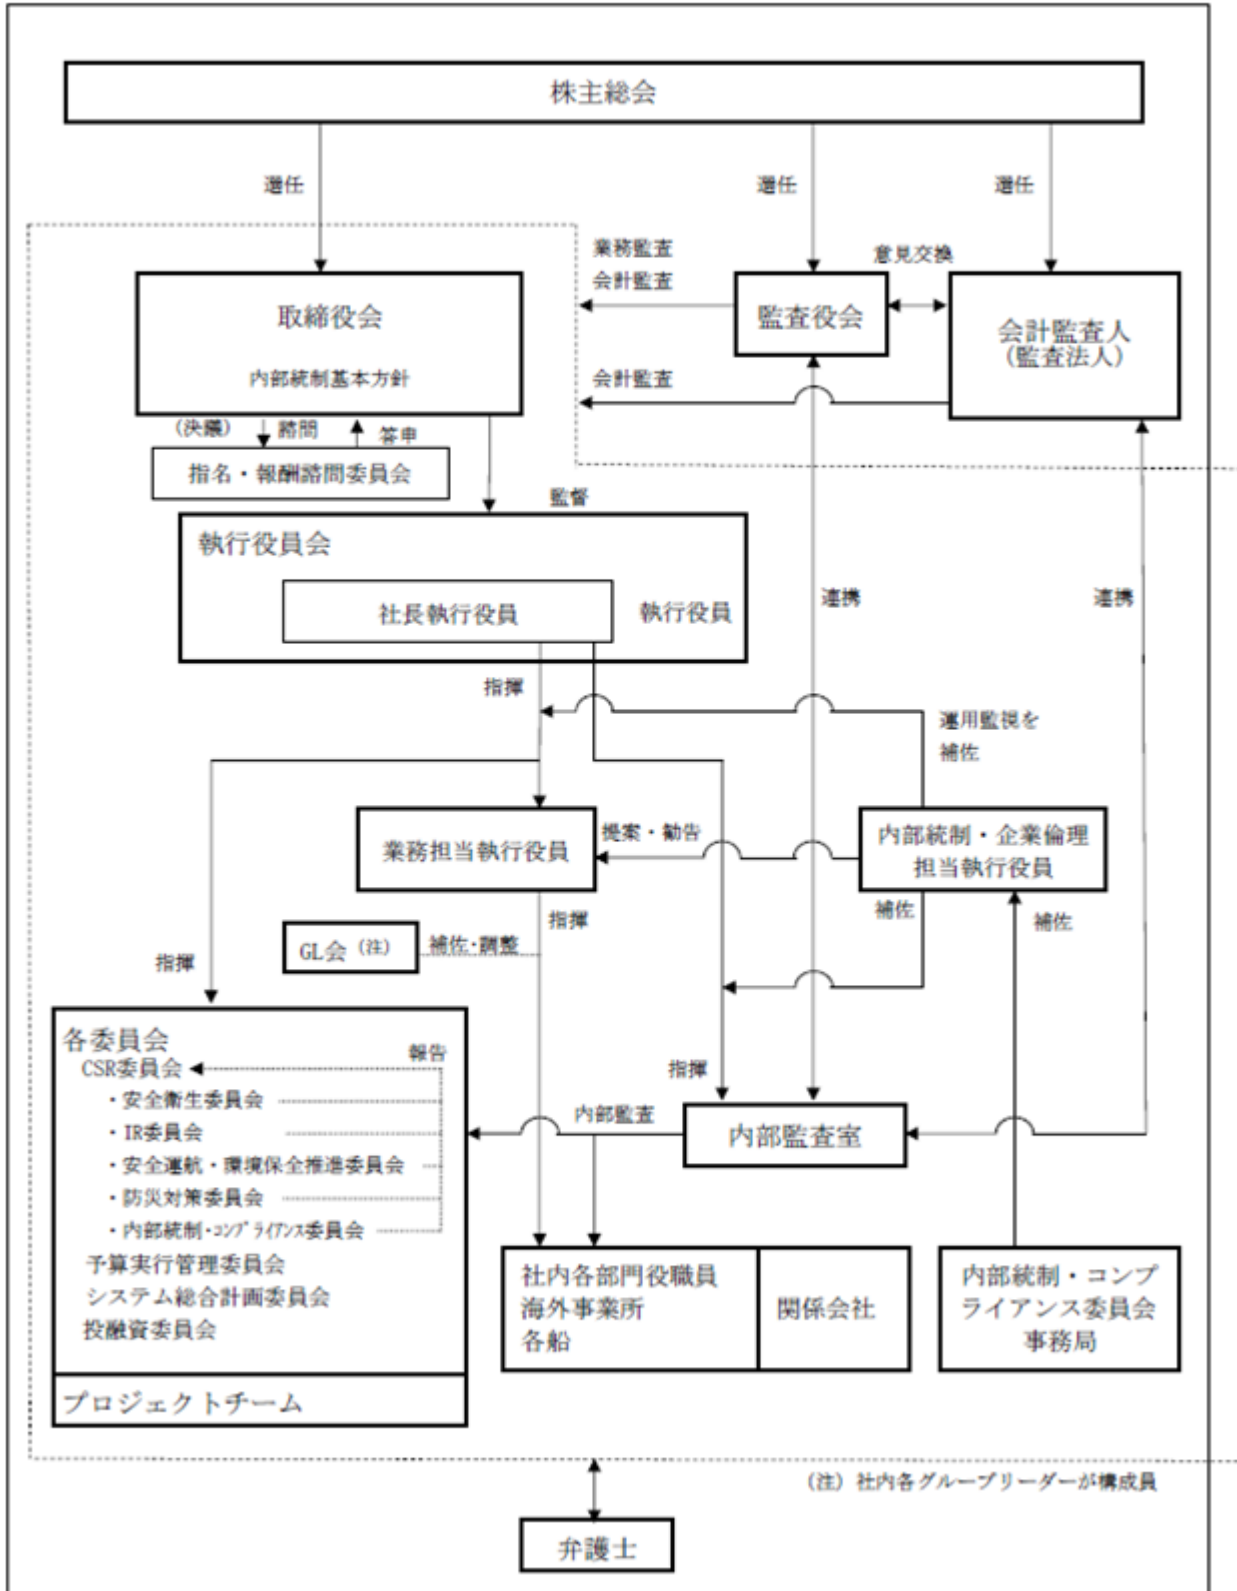 株主総会
選任
選任
選任
業務監査
会計監査
意見交換
取締役会
内部統制基本方針
監査役会
会計監査人
(監査法人)
会計監査
(決議)
諮問
答申
指名・報酬諮問委員会
監督
執行役員会
社長執行役員
執行役員
連携
連携
指揮
運用監視を
補佐
業務担当執行役員
提案・勧告
内部統制・企業倫理
担当執行役員
指揮
補佐
補佐
GL会 (注)
補佐・調整
指揮
各委員会
報告
CSR委員会
・安全衛生委員会
・IR委員会
・安全運航・環境保全推進委員会
・防災対策委員会
・内部統制・コンプライアンス委員会
予算実行管理委員会
システム総合計画委員会
投融資委員会
プロジェクトチーム
指揮
内部監査
内部監査室
社内各部門役職員
海外事業所
各船
関係会社
内部統制・コンプ
ライアンス委員会
事務局
(注) 社内各グループリーダーが構成員
弁護士